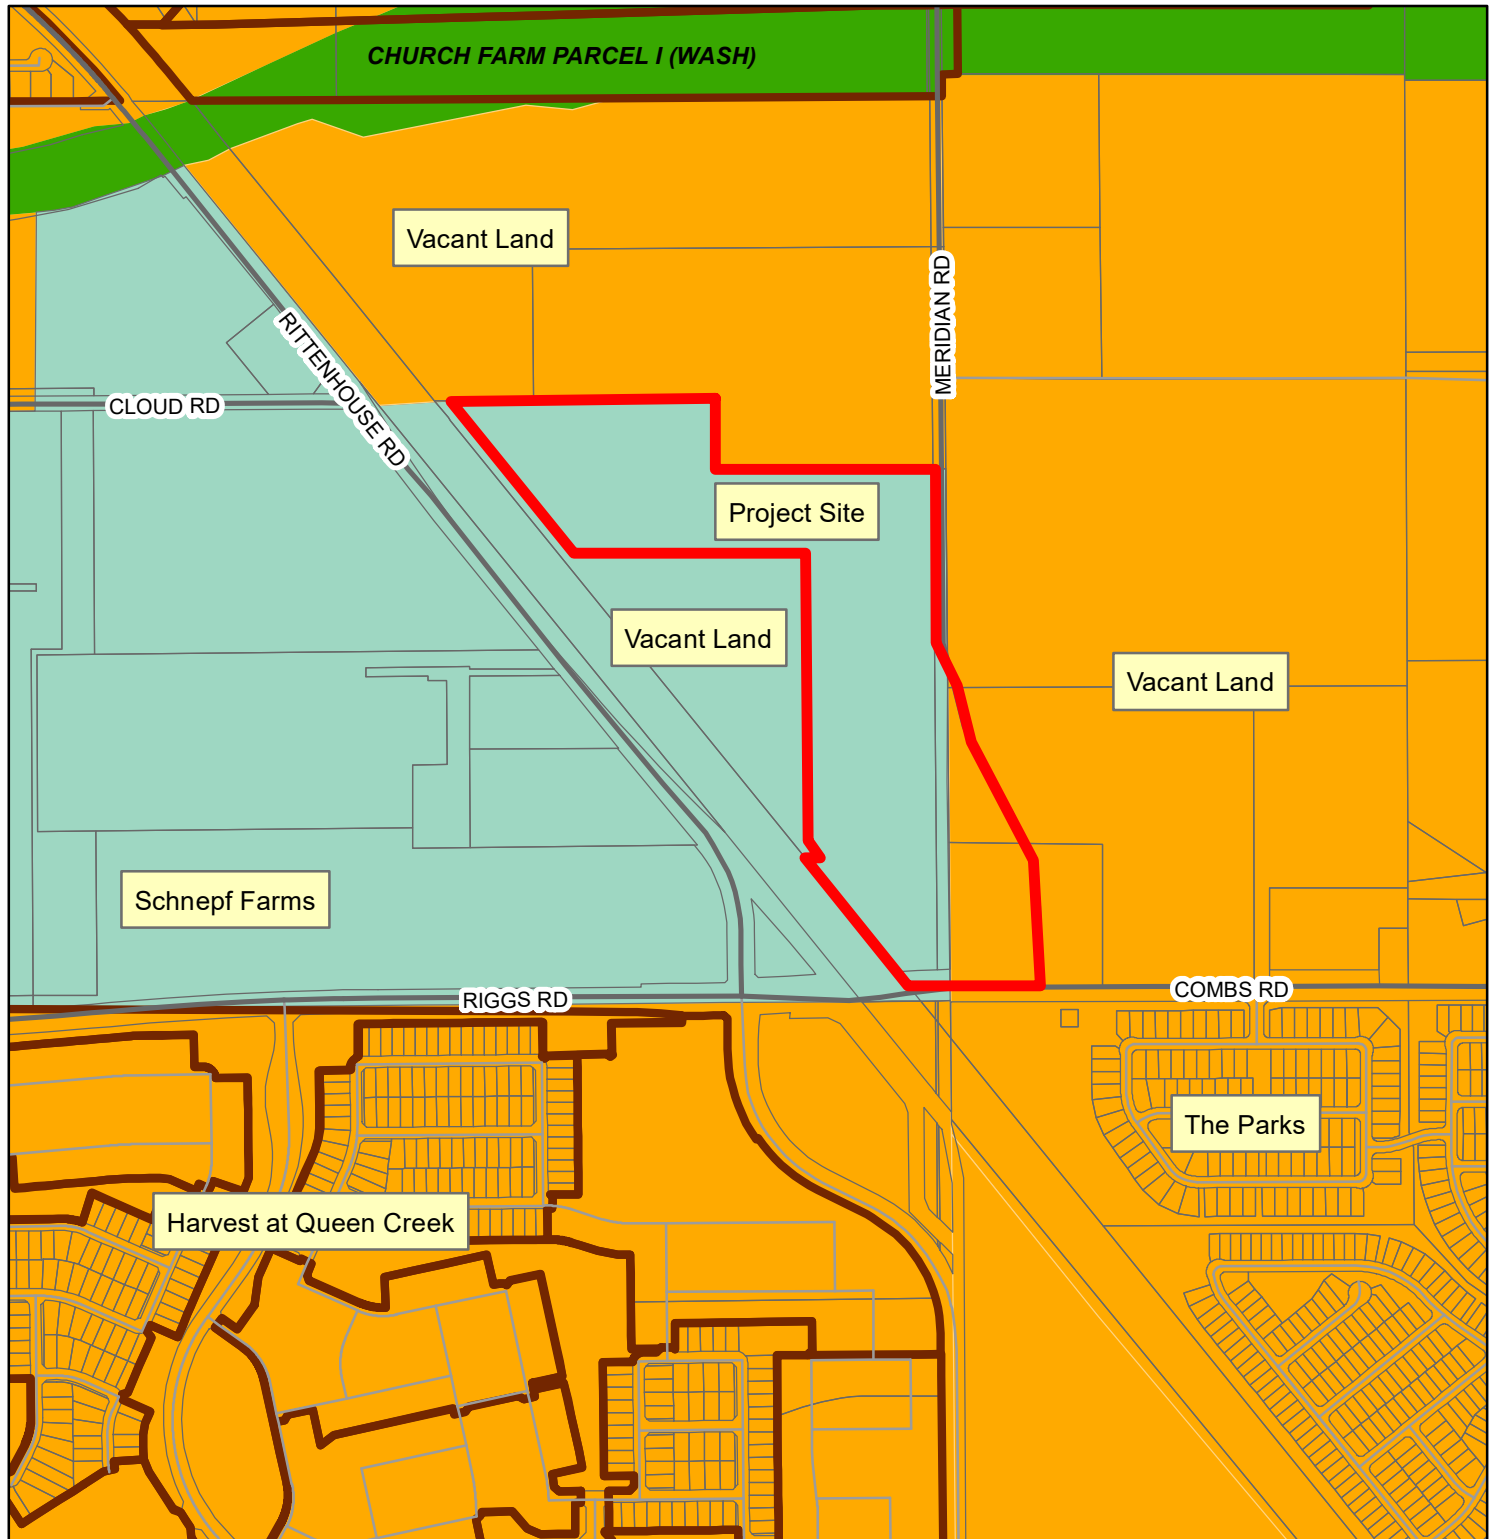 CHURCH FARM PARCEL I (WASH)
Vacant Land
MERIDIAN RD
RITTENHOUSE RD
CLOUD RD
Project Site
Vacant Land
Vacant Land
Schnepf Farms
RIGGS RD
COMBS RD
The Parks
Harvest at Queen Creek